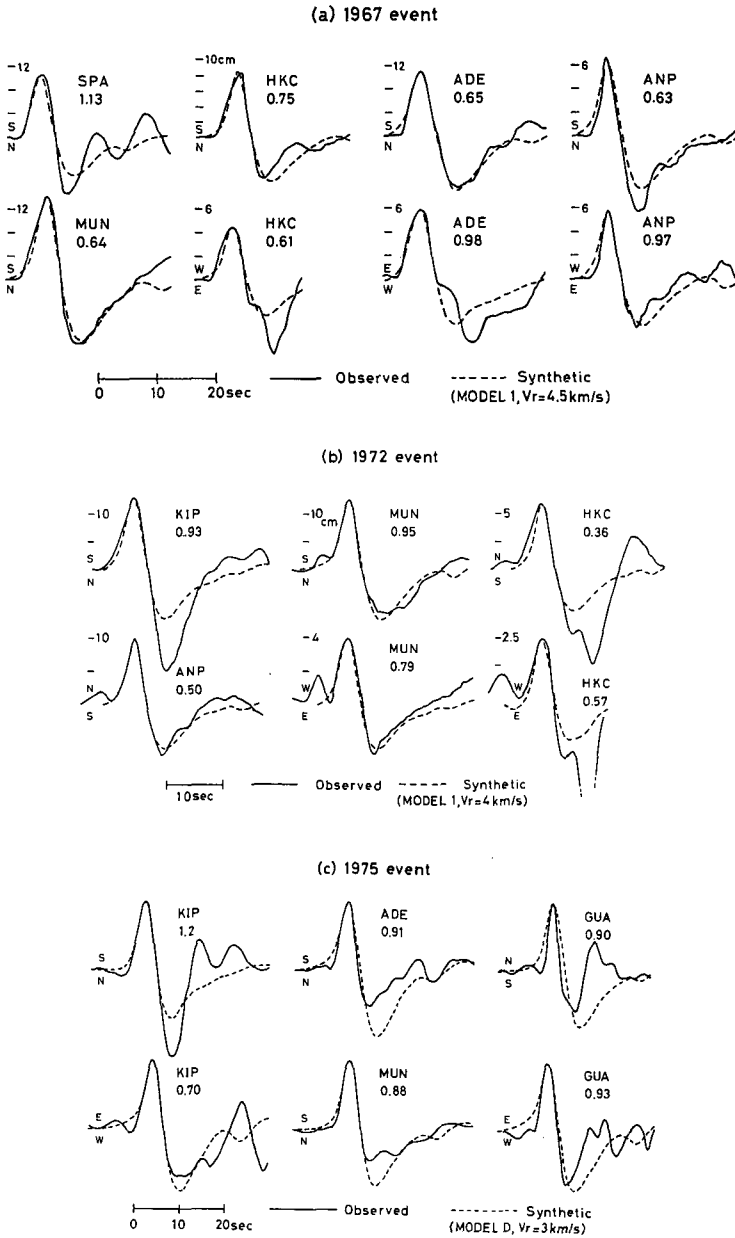 (a) 1967 event
-12 SPA 1.13 S N
-10cm HKC 0.75 S N
-12 ADE 0.65 S N
-6 ANP 0.63 S N
-12 MUN 0.64 S N
-6 HKC 0.61 W E
-6 ADE 0.98 E W
-6 ANP 0.97 W E
0 10 20sec Observed Synthetic
(MODEL 1, Vr=4.5km/s)
(b) 1972 event
-10 KIP 0.93 S N
-10cm MUN 0.95 S N
-5 HKC 0.36 N S
-10 ANP 0.50 N S
-4 MUN 0.79 W E
-2.5 HKC 0.57 W E
10sec Observed Synthetic
(MODEL 1, Vr=4km/s)
(c) 1975 event
KIP 1.2 S N
ADE 0.91 S N
GUA 0.90 N S
KIP 0.70 E W
MUN 0.88 S N
GUA 0.93 E W
0 10 20sec Observed Synthetic
(MODEL D, Vr=3km/s)